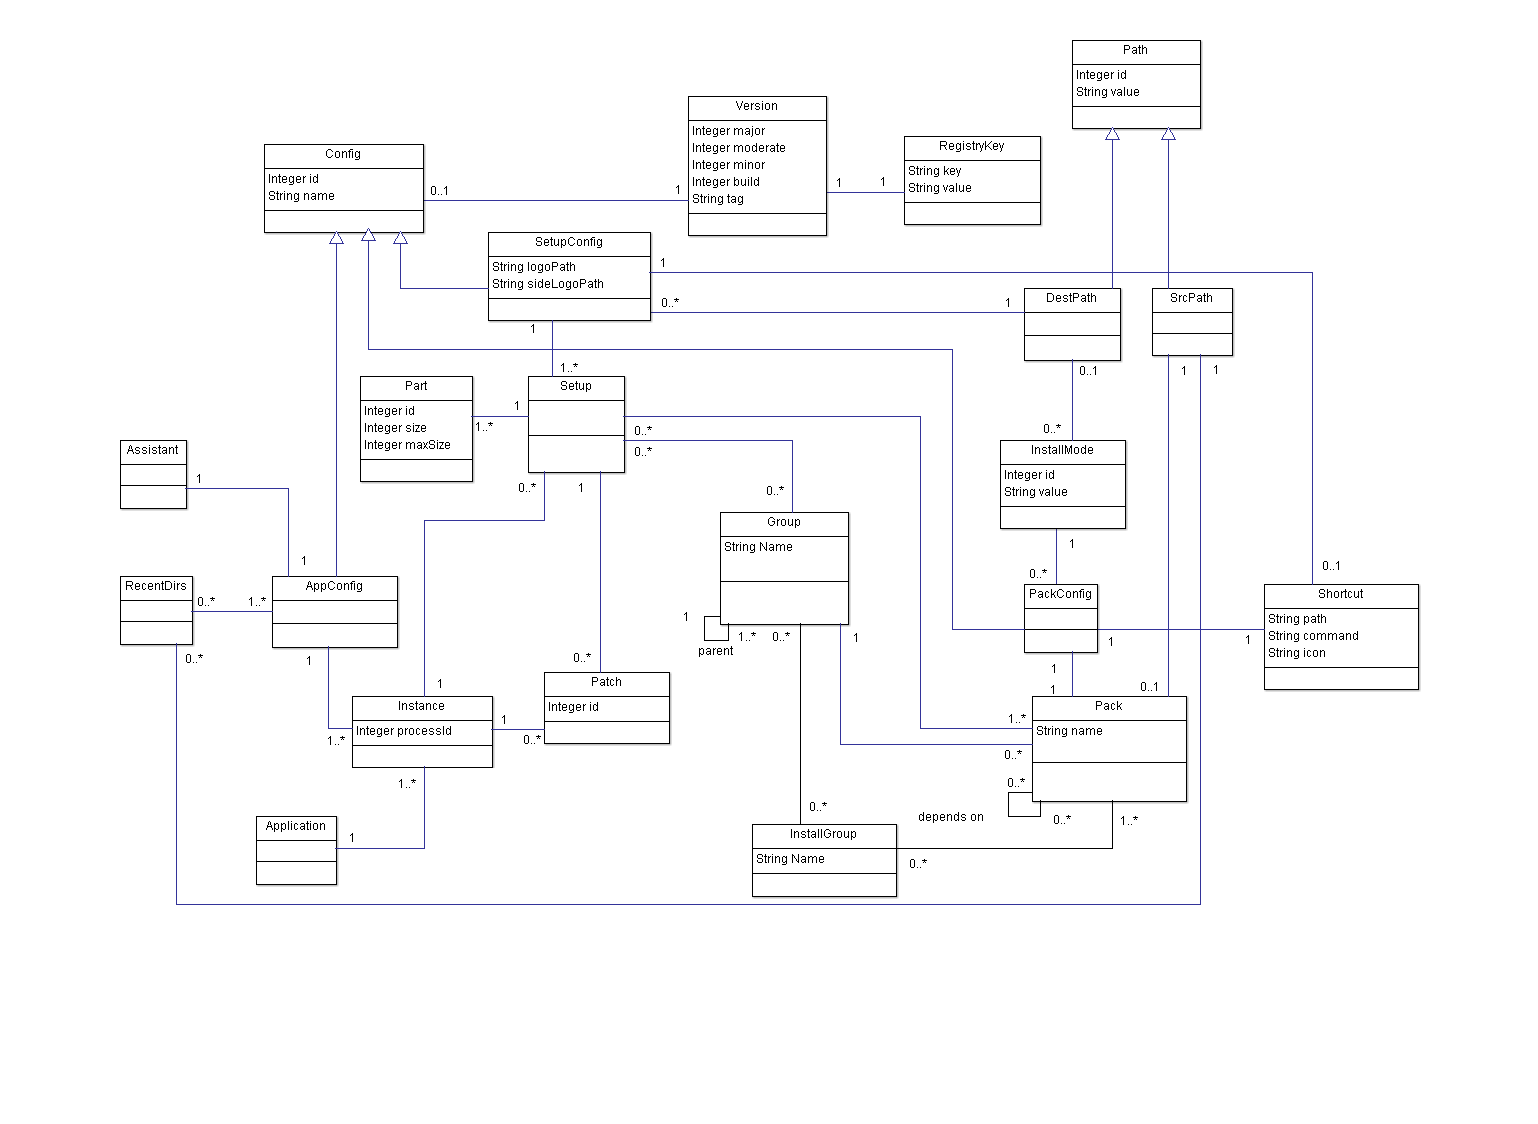 Path
Integer id
String value
Version
Integer major
Integer moderate
Integer minor
Integer build
String tag
RegistryKey
String key
String value
Config
Integer id
String name
0..1
1
1
1
SetupConfig
String logoPath
String sideLogoPath
1
0..*
1
1
DestPath
SrcPath
1..*
0..1
1
1
Part
Integer id
Integer size
Integer maxSize
1
1..*
Setup
0..*
0..*
0..*
1
0..*
0..*
InstallMode
Integer id
String value
Assistant
1
1
Group
String Name
1
0..*
0..1
RecentDirs
0..*
1..*
AppConfig
PackConfig
Shortcut
String path
String command
String icon
1
1..*
0..*
1
parent
1
1
0..*
1
0..*
1
1
1
0..1
Instance
Integer processId
1
0..*
1..*
Patch
Integer id
Pack
String name
1..*
0..*
0..*
0..*
1..*
depends on
1..*
0..*
Application
1
InstallGroup
String Name
0..*